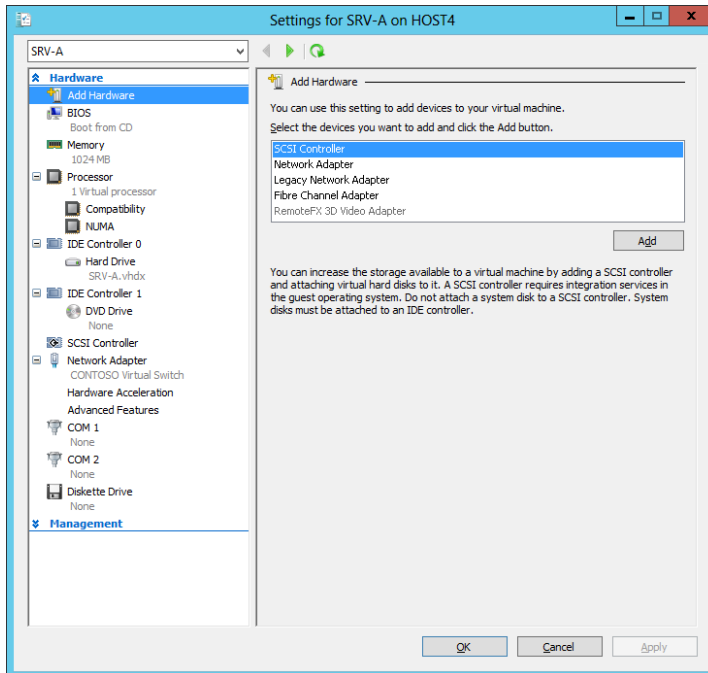 Settings for SRV-A on HOST4
SRV-A
Hardware
Add Hardware
BIOS
Boot from CD
Memory
1024 MB
Processor
1 Virtual processor
Compatibility
NUMA
IDE Controller 0
Hard Drive
SRV-A.vhdx
IDE Controller 1
DVD Drive
None
SCSI Controller
Network Adapter
CONTOSO Virtual Switch
Hardware Acceleration
Advanced Features
COM 1
None
COM 2
None
Diskette Drive
None
Management
Add Hardware
You can use this setting to add devices to your virtual machine.
Select the devices you want to add and click the Add button.
SCSI Controller
Network Adapter
Legacy Network Adapter
Fibre Channel Adapter
RemoteFX 3D Video Adapter
Add
You can increase the storage available to a virtual machine by adding a SCSI controller
and attaching virtual hard disks to it. A SCSI controller requires integration services in
the guest operating system. Do not attach a system disk to a SCSI controller. System
disks must be attached to an IDE controller.
OK
Cancel
Apply